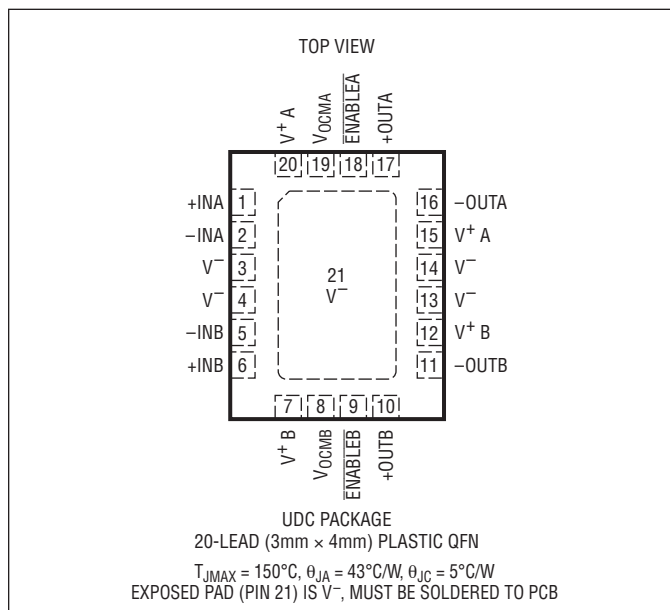 TOP VIEW
V+ A
VOCMA
ENABLEA
+OUTA
20 19 18 17
+INA 1
–INA 2
V– 3
V– 4
–INB 5
+INB 6
21
V–
16 –OUTA
15 V+ A
14 V–
13 V–
12 V+ B
11 –OUTB
7 8 9 10
V+ B
VOCMB
ENABLEB
+OUTB
UDC PACKAGE
20-LEAD (3mm × 4mm) PLASTIC QFN
TJMAX = 150°C, θJA = 43°C/W, θJC = 5°C/W
EXPOSED PAD (PIN 21) IS V–, MUST BE SOLDERED TO PCB